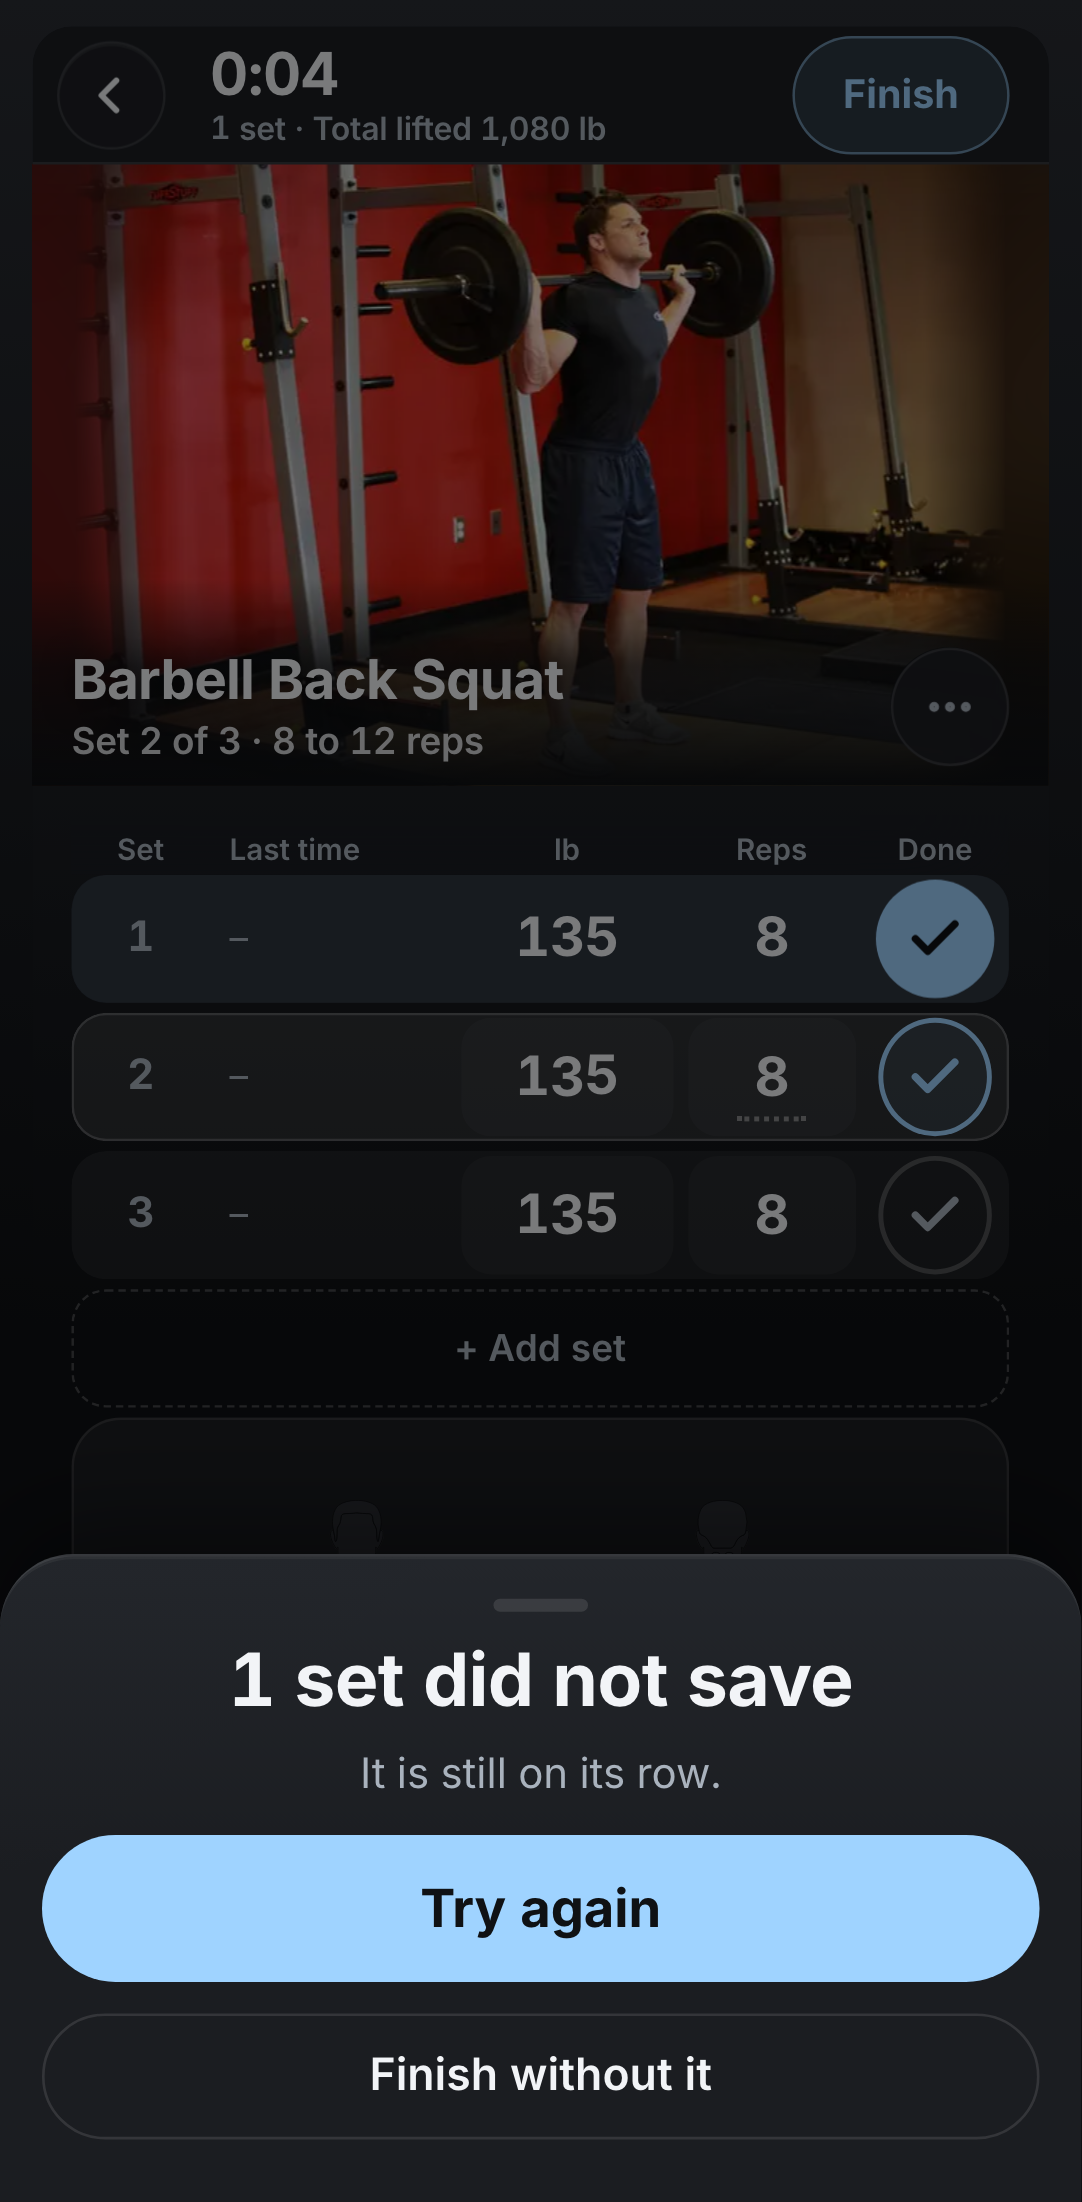 0:04
Finish
1 set · Total lifted 1,080 lb
Barbell Back Squat
Set 2 of 3 · 8 to 12 reps
Set Last time lb Reps Done
1 – 135 8
2 – 135 8
3 – 135 8
+ Add set
1 set did not save
It is still on its row.
Try again
Finish without it